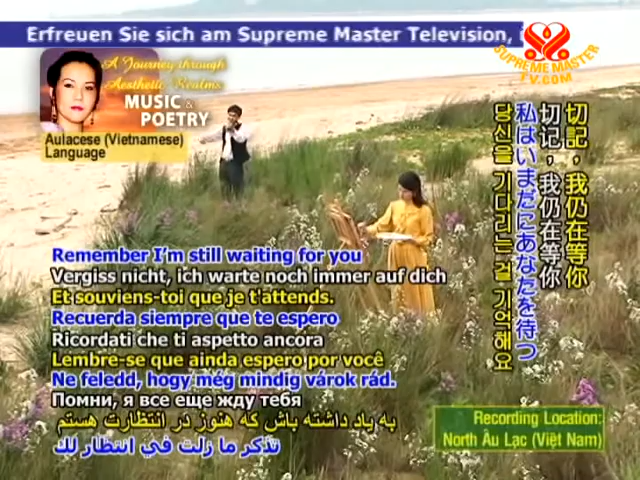 Erfreuen Sie sich am Supreme Master Television,
SUPREME MASTER
TV.COM
A Journey through
Aesthetic Realms
MUSIC &
POETRY
Aulacese (Vietnamese)
Language
切記，我仍在等你
切记，我仍在等你
私はいまだにあなたを待つ
당신을 기다리는 걸 기억해요
Remember I'm still waiting for you
Vergiss nicht, ich warte noch immer auf dich
Et souviens-toi que je t'attends.
Recuerda siempre que te espero
Ricordati che ti aspetto ancora
Lembre-se que ainda espero por você
Ne feledd, hogy még mindig várok rád.
Помни, я все еще жду тебя
به یاد داشته باش که هنوز در انتظارت هستم
تذكر ما زلت في انتظار لك
Recording Location:
North Âu Lạc (Việt Nam)